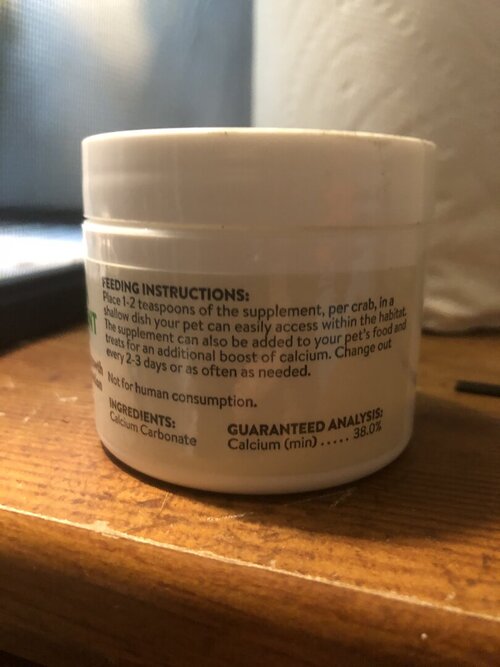 FEEDING INSTRUCTIONS:
Place 1-2 teaspoons of the supplement, per crab, in a
shallow dish your pet can easily access within the habitat.
The supplement can also be added to your pet's food and
treats for an additional boost of calcium. Change out
every 2-3 days or as often as needed.
Not for human consumption.
INGREDIENTS:
Calcium Carbonate
GUARANTEED ANALYSIS:
Calcium (min) ..... 38.0%